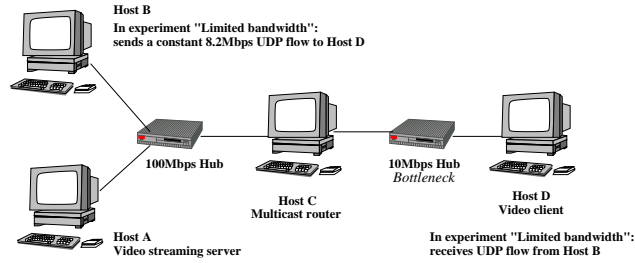 Host B
In experiment "Limited bandwidth":
sends a constant 8.2Mbps UDP flow to Host D
100Mbps Hub
10Mbps Hub
Bottleneck
Host C
Multicast router
Host D
Video client
Host A
Video streaming server
In experiment "Limited bandwidth":
receives UDP flow from Host B